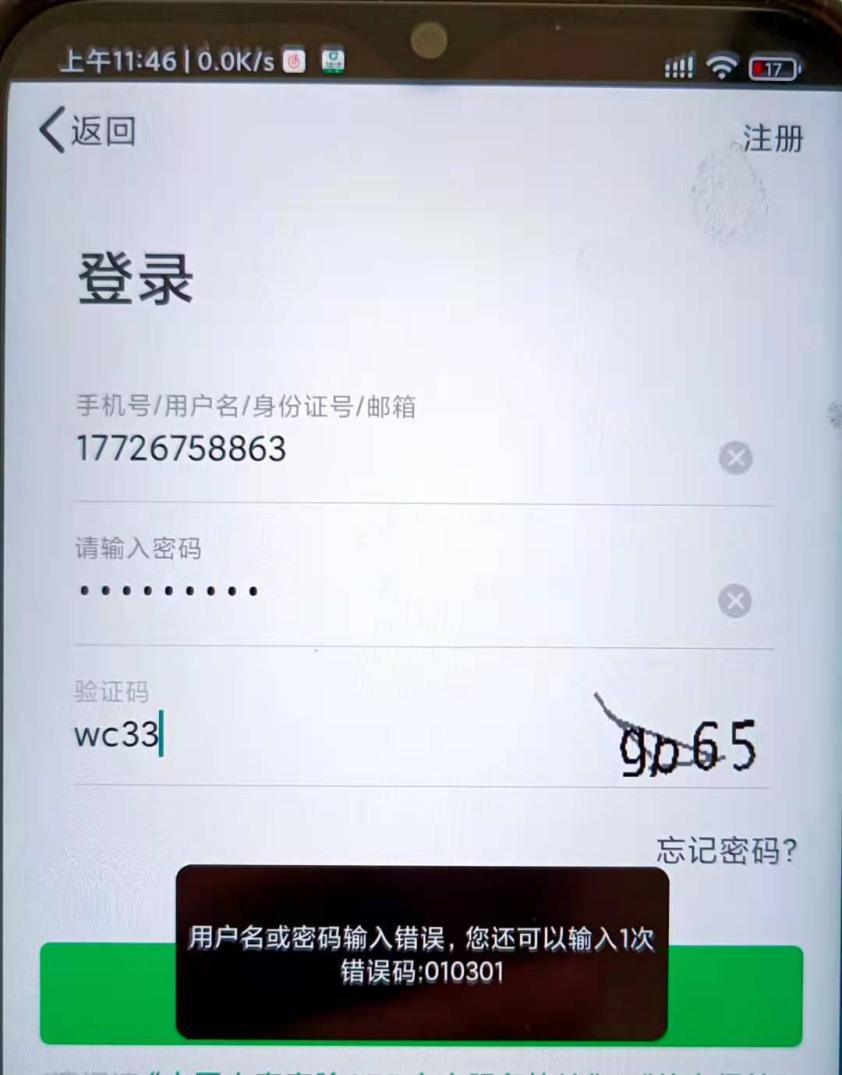 上午11:46 | 0.0K/s
17
返回
注册
登录
手机号/用户名/身份证号/邮箱
17726758863
请输入密码
•••••••••
验证码
wc33
gp65
忘记密码?
用户名或密码输入错误，您还可以输入1次
错误码:010301